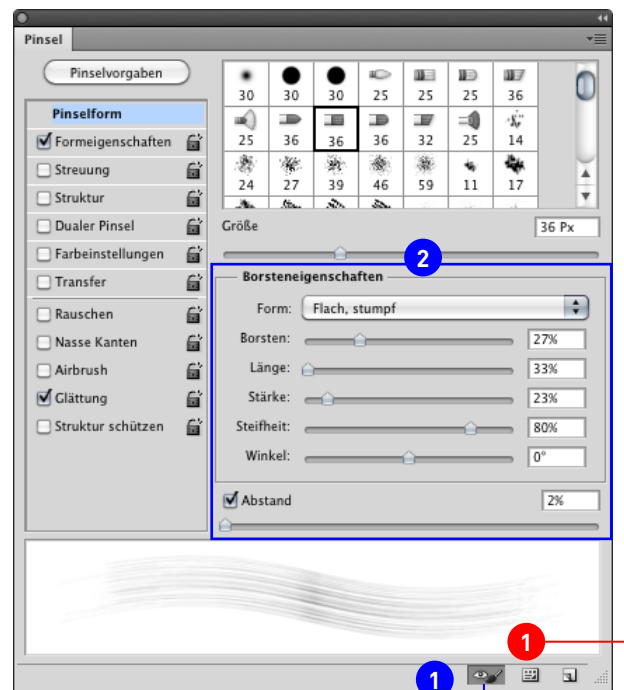 Pinsel
Pinselvorgaben
Pinselform
Formeigenschaften
Streuung
Struktur
Dualer Pinsel
Farbeinstellungen
Transfer
Rauschen
Nasse Kanten
Airbrush
Glättung
Struktur schützen
30 30 30 25 25 25 36
25 36 36 36 32 25 14
24 27 39 46 59 11 17
Größe 36 Px
2
Borsteneigenschaften
Form: Flach, stumpf
Borsten: 27%
Länge: 33%
Stärke: 23%
Steifheit: 80%
Winkel: 0°
Abstand 2%
1
1